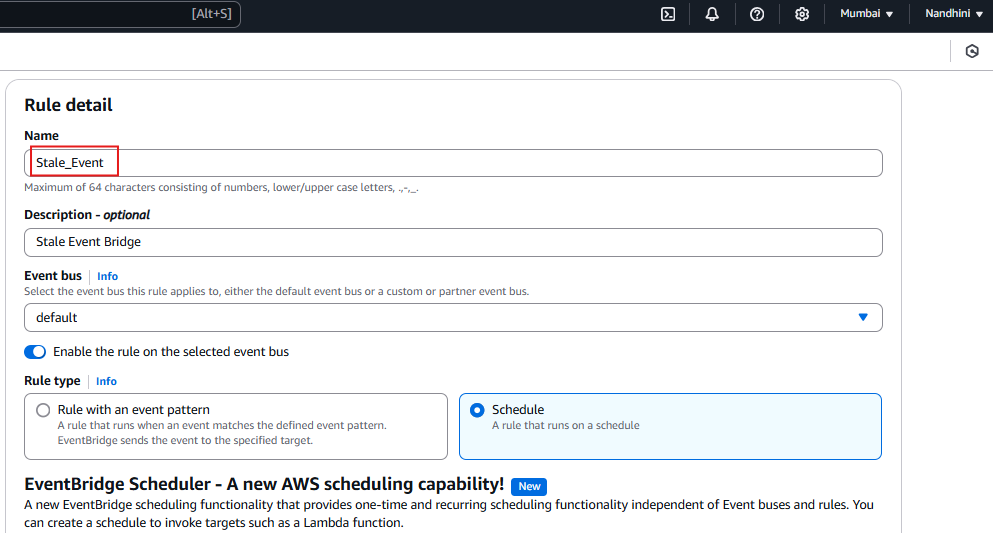 [Alt+S]
Mumbai
Nandhini
Rule detail
Name
Stale_Event
Maximum of 64 characters consisting of numbers, lower/upper case letters, .,-,_.
Description - optional
Stale Event Bridge
Event bus Info
Select the event bus this rule applies to, either the default event bus or a custom or partner event bus.
default
Enable the rule on the selected event bus
Rule type Info
Rule with an event pattern
A rule that runs when an event matches the defined event pattern.
EventBridge sends the event to the specified target.
Schedule
A rule that runs on a schedule
EventBridge Scheduler - A new AWS scheduling capability! New
A new EventBridge scheduling functionality that provides one-time and recurring scheduling functionality independent of Event buses and rules. You
can create a schedule to invoke targets such as a Lambda function.